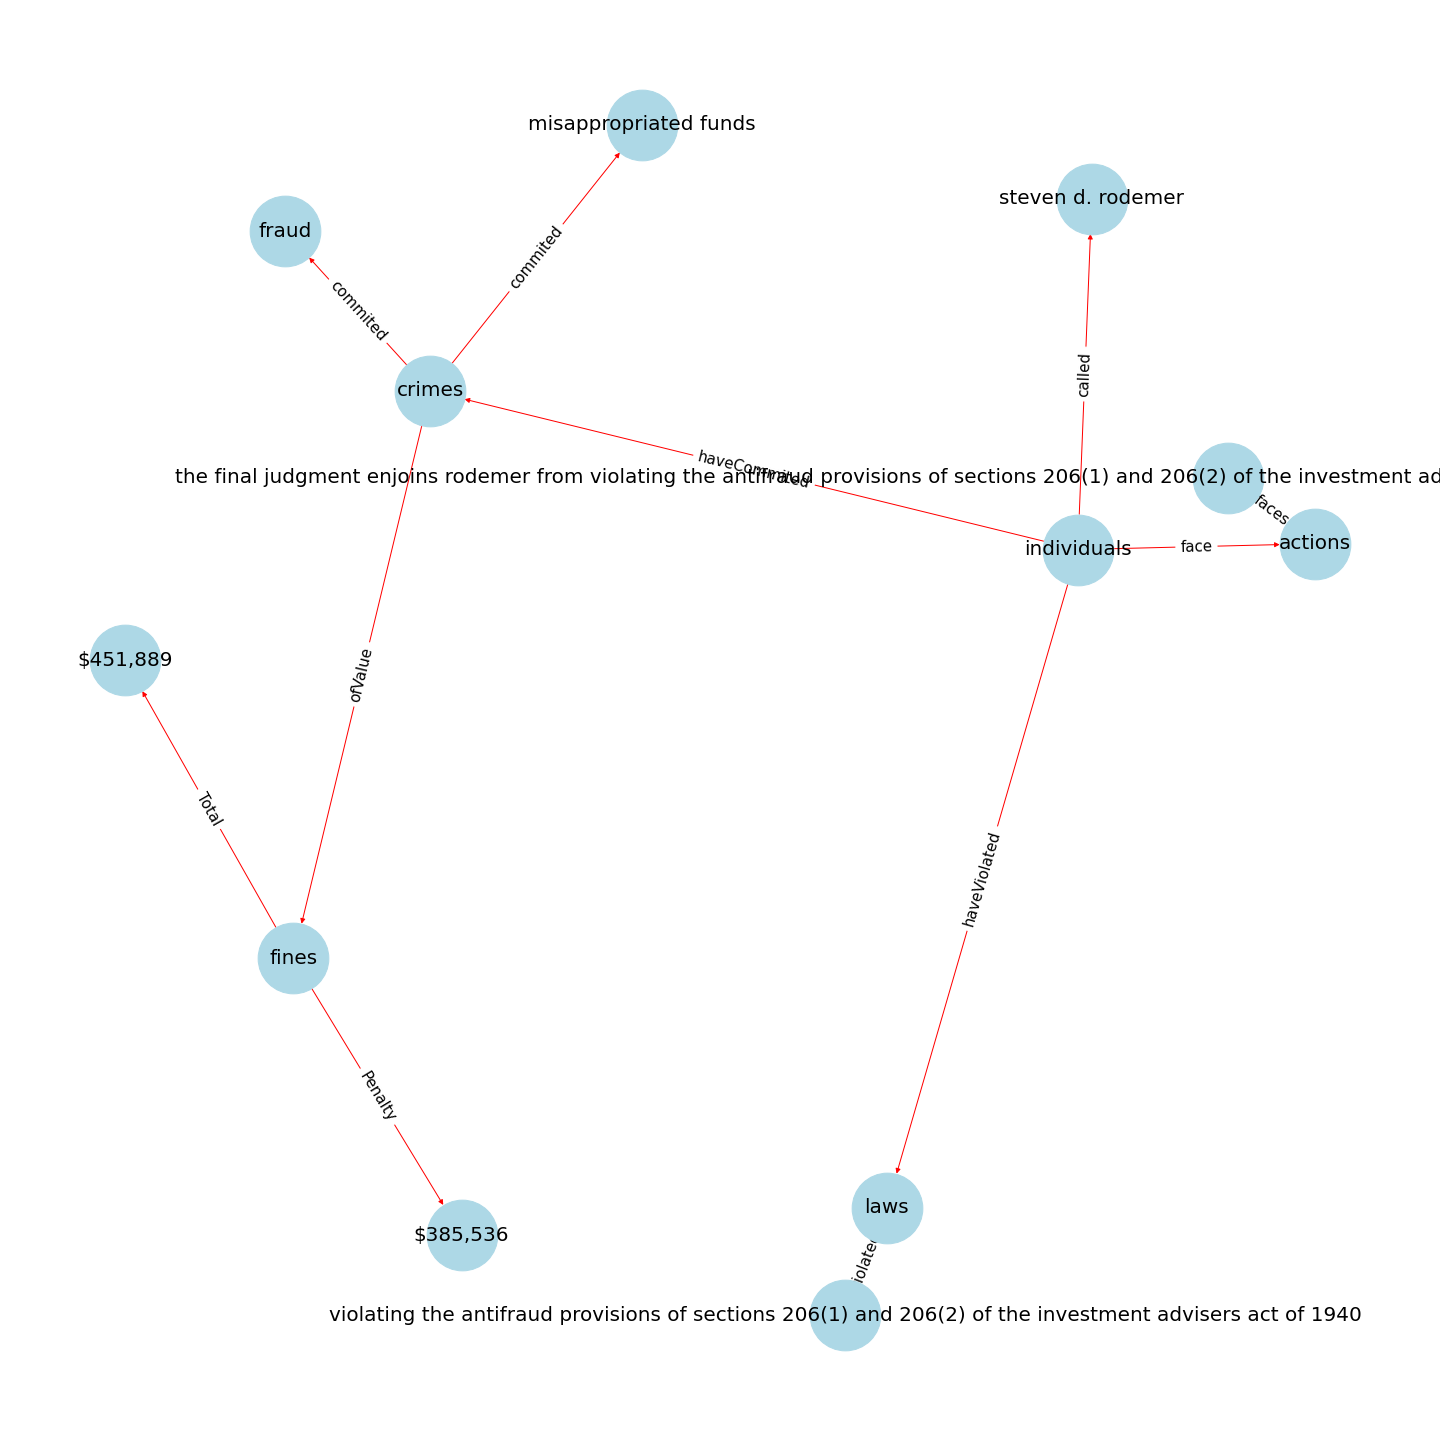 misappropriated funds
steven d. rodemer
fraud
commited
commited
called
crimes
haveCommited
the final judgment enjoins rodemer from violating the antifraud provisions of sections 206(1) and 206(2) of the investment ad
faces
individuals
face
actions
ofValue
$451,889
Total
haveViolated
fines
Penalty
laws
$385,536
iolated
violating the antifraud provisions of sections 206(1) and 206(2) of the investment advisers act of 1940